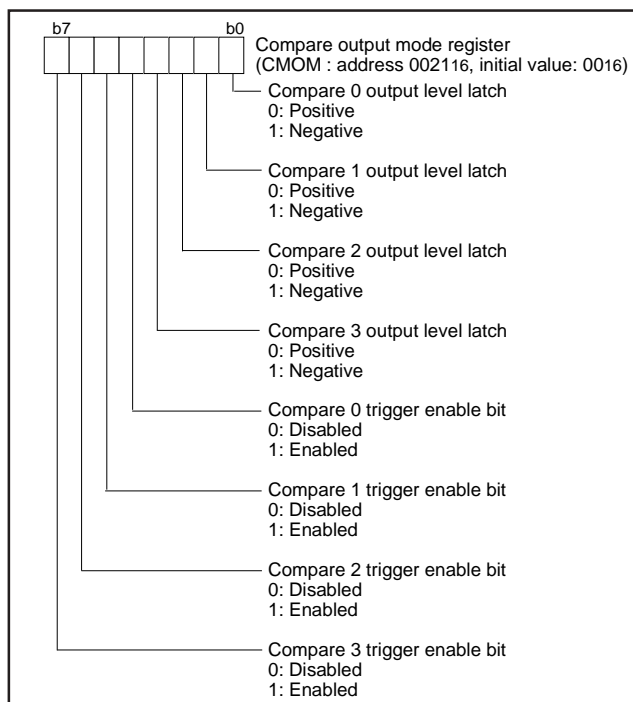 b7 b0
Compare output mode register
(CMOM : address 002116, initial value: 0016)
Compare 0 output level latch
0: Positive
1: Negative
Compare 1 output level latch
0: Positive
1: Negative
Compare 2 output level latch
0: Positive
1: Negative
Compare 3 output level latch
0: Positive
1: Negative
Compare 0 trigger enable bit
0: Disabled
1: Enabled
Compare 1 trigger enable bit
0: Disabled
1: Enabled
Compare 2 trigger enable bit
0: Disabled
1: Enabled
Compare 3 trigger enable bit
0: Disabled
1: Enabled